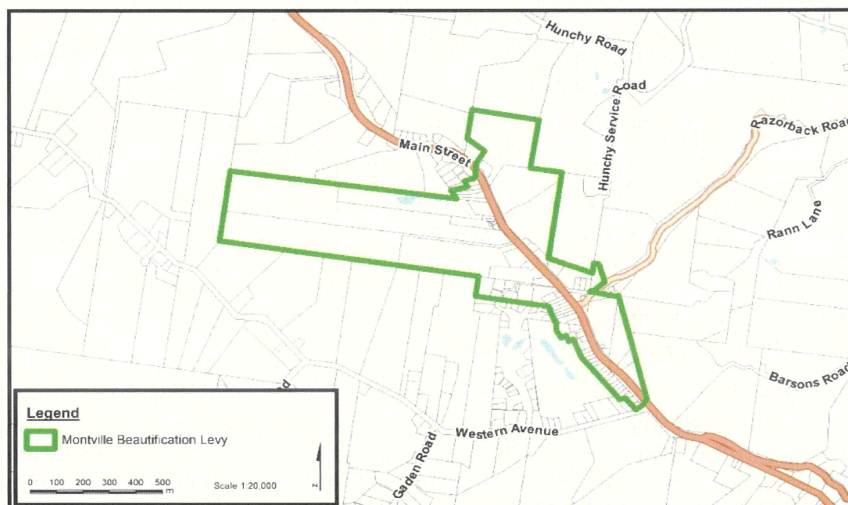 Hunchy Road
Hunchy Service Road
Razorback Road
Main Street
Rann Lane
Barsons Road
Western Avenue
Gaden Road
Legend
Montville Beautification Levy
0 100 200 300 400 500
m
Scale 1:20,000
N